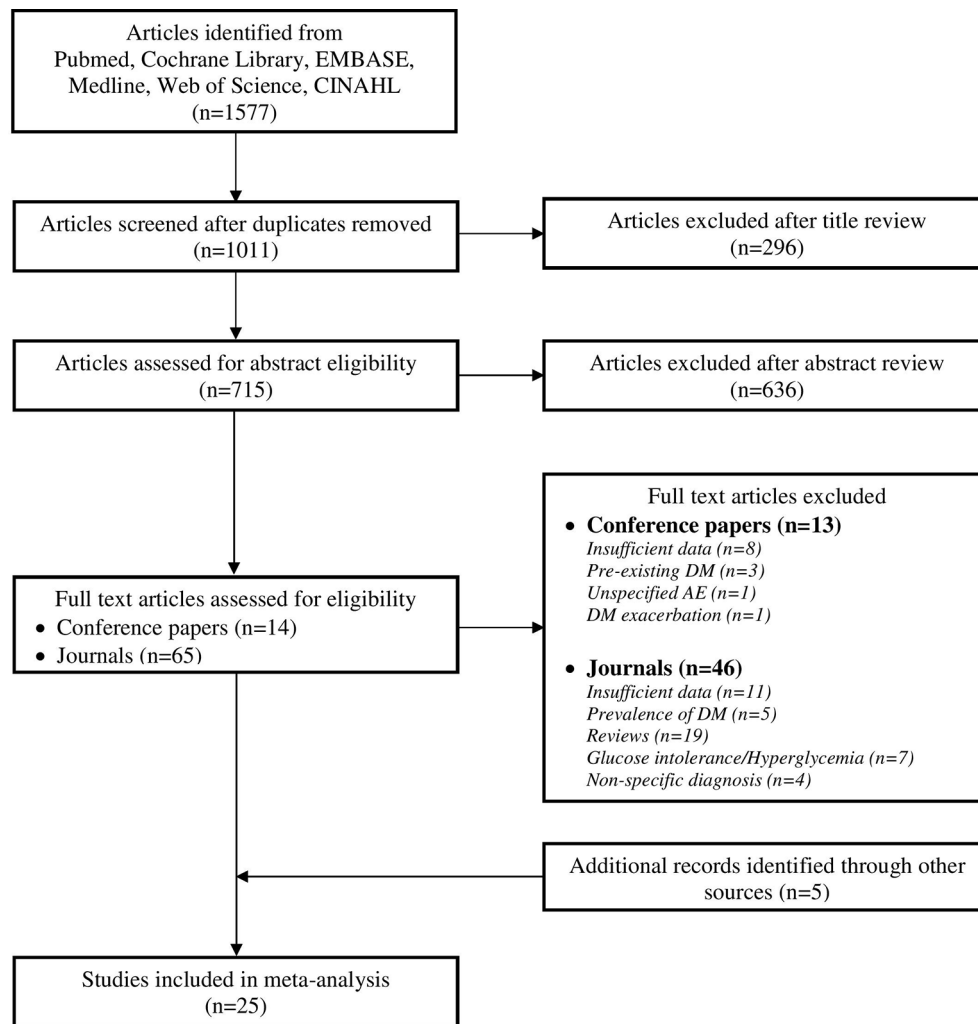 Articles identified from
Pubmed, Cochrane Library, EMBASE,
Medline, Web of Science, CINAHL
(n=1577)
Articles screened after duplicates removed
(n=1011)
Articles excluded after title review
(n=296)
Articles assessed for abstract eligibility
(n=715)
Articles excluded after abstract review
(n=636)
Full text articles assessed for eligibility
• Conference papers (n=14)
• Journals (n=65)
Full text articles excluded
• Conference papers (n=13)
Insufficient data (n=8)
Pre-existing DM (n=3)
Unspecified AE (n=1)
DM exacerbation (n=1)
• Journals (n=46)
Insufficient data (n=11)
Prevalence of DM (n=5)
Reviews (n=19)
Glucose intolerance/Hyperglycemia (n=7)
Non-specific diagnosis (n=4)
Additional records identified through other
sources (n=5)
Studies included in meta-analysis
(n=25)